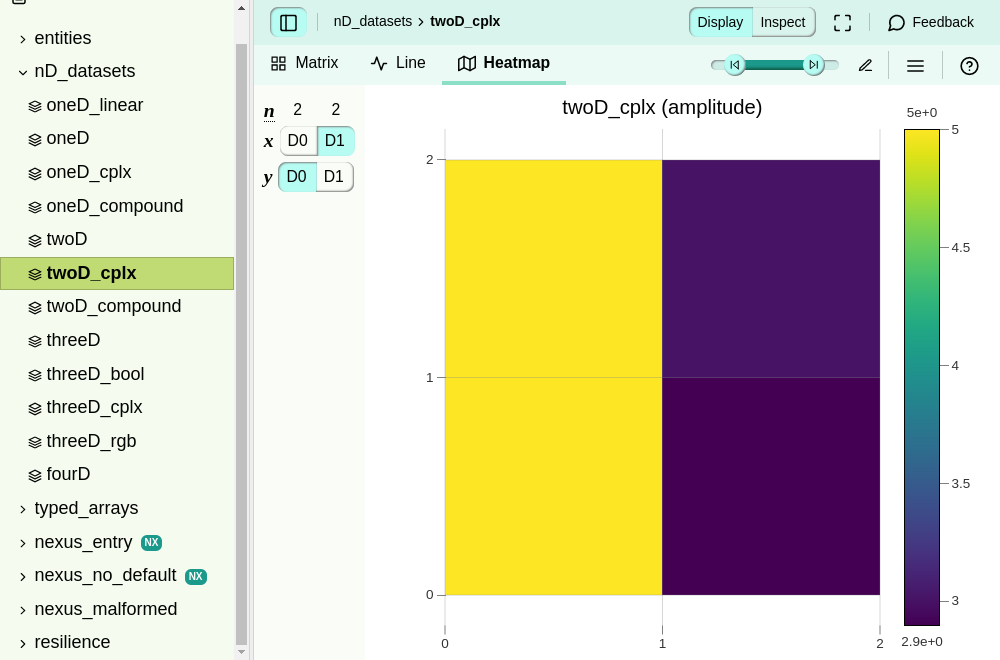 entities
nD_datasets
oneD_linear
oneD
oneD_cplx
oneD_compound
twoD
twoD_cplx
twoD_compound
threeD
threeD_bool
threeD_cplx
threeD_rgb
fourD
typed_arrays
nexus_entry NX
nexus_no_default NX
nexus_malformed
resilience
nD_datasets › twoD_cplx
Display Inspect Feedback
Matrix Line Heatmap
n 2 2
x D0 D1
y D0 D1
twoD_cplx (amplitude)
2
1
0
0 1 2
5e+0
5
4.5
4
3.5
3
2.9e+0